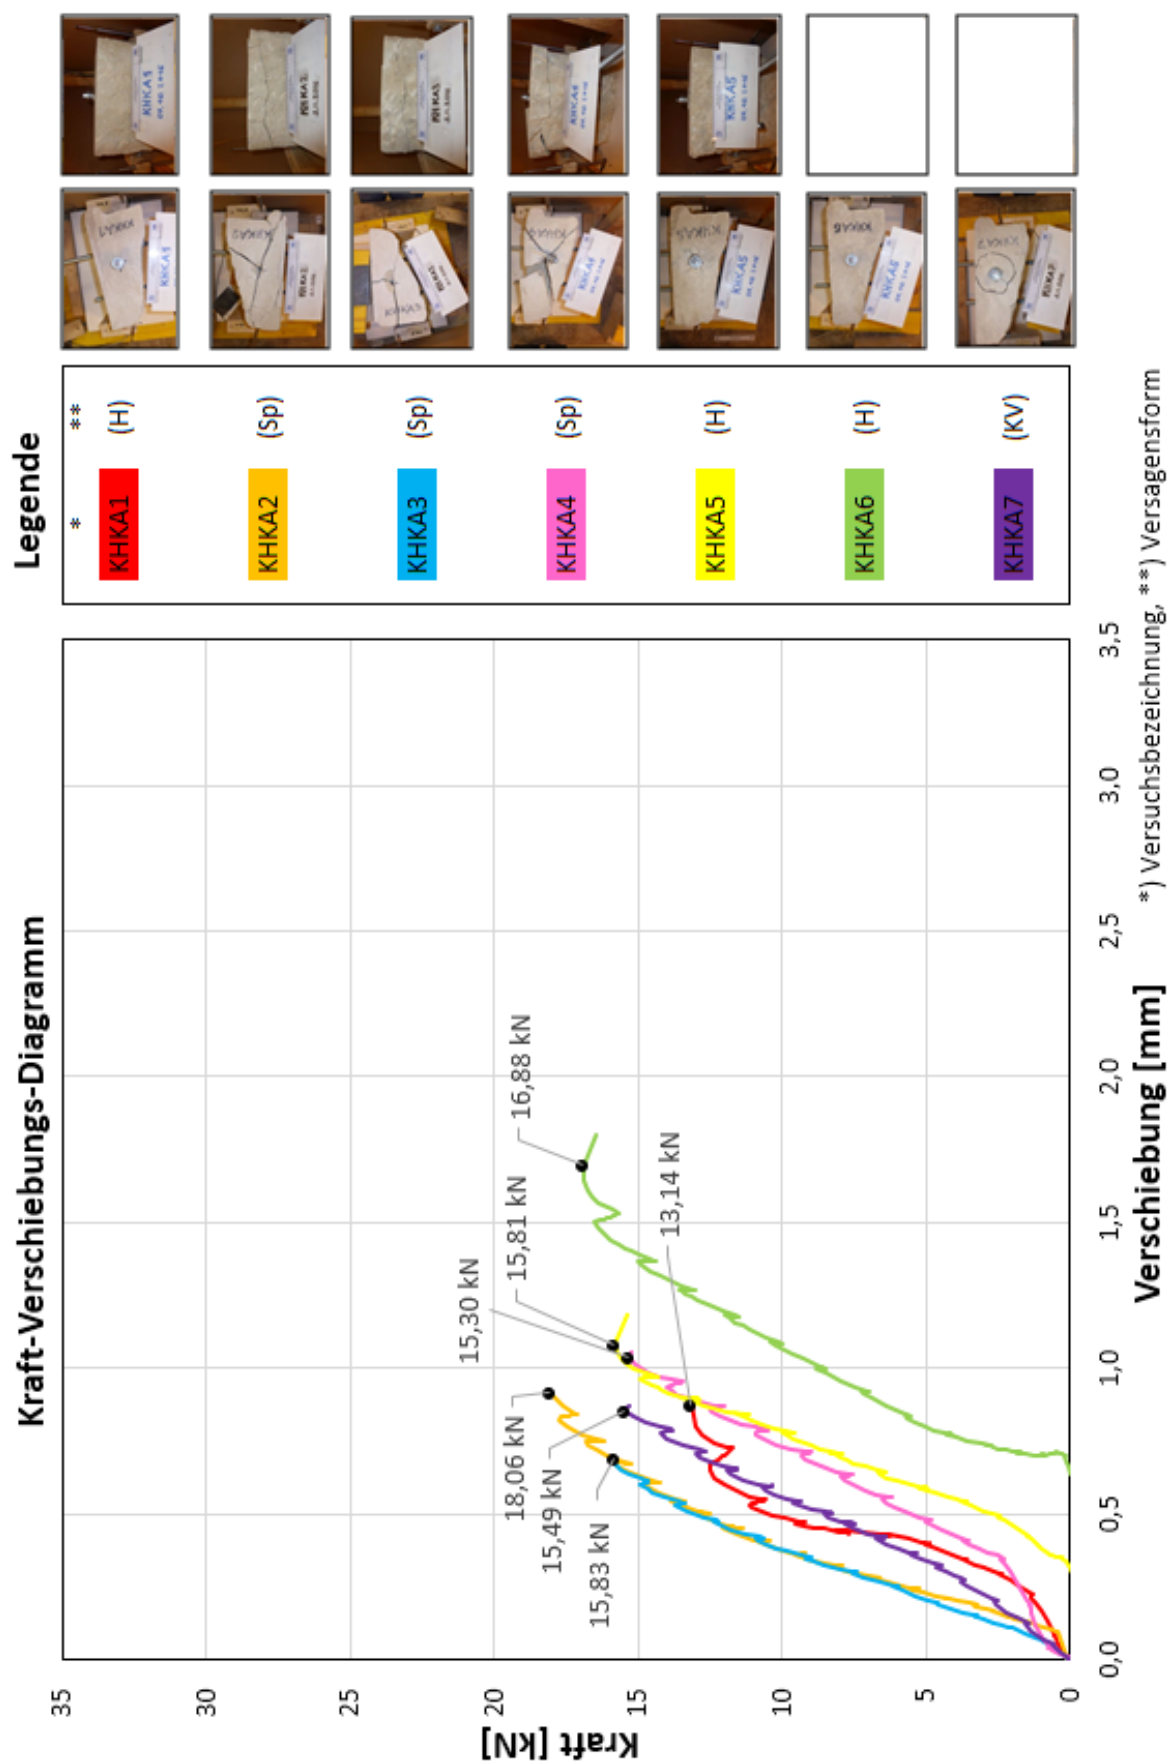 Kraft-Verschiebungs-Diagramm
Kraft [kN]
35
30
25
20
15
10
5
0
0,0
0,5
1,0
1,5
2,0
2,5
3,0
3,5
Verschiebung [mm]
18,06 kN
15,49 kN
15,83 kN
15,30 kN
15,81 kN
16,88 kN
13,14 kN
Legende
* **
KHKA1 (H)
KHKA2 (Sp)
KHKA3 (Sp)
KHKA4 (Sp)
KHKA5 (H)
KHKA6 (H)
KHKA7 (KV)
*) Versuchsbezeichnung, **) Versagensform